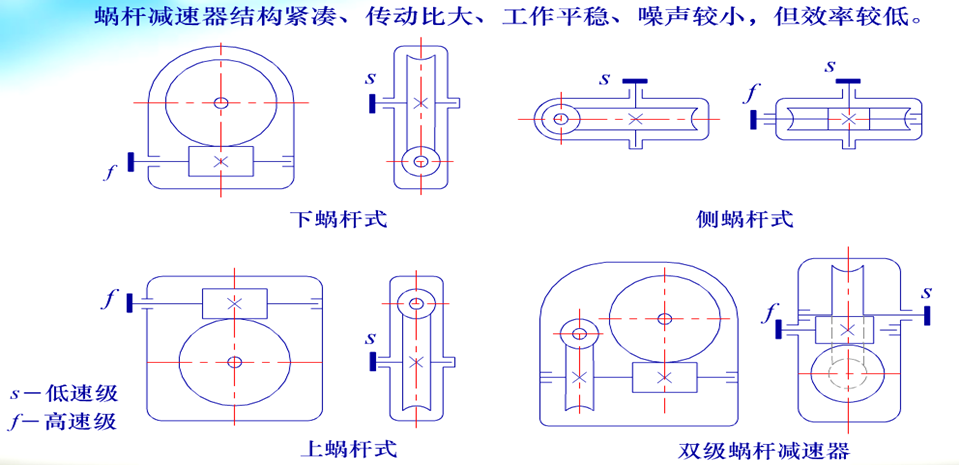 蜗杆减速器结构紧凑、传动比大、工作平稳、噪声较小，但效率较低。
s
s
s
f
f
下蜗杆式
侧蜗杆式
f
s
f
s
s－低速级
f－高速级
上蜗杆式
双级蜗杆减速器